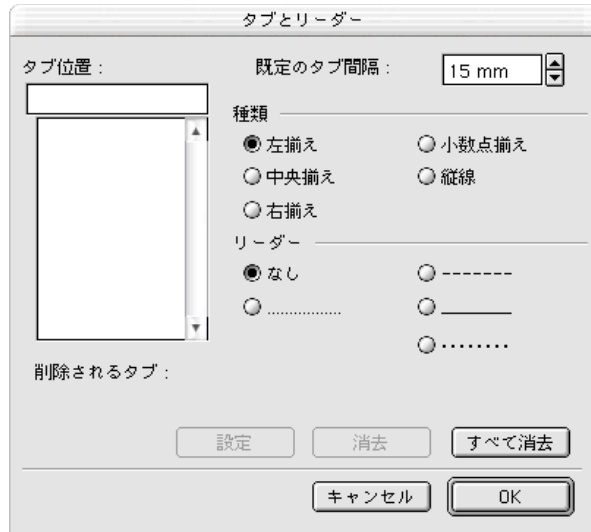 タブとリーダー
タブ位置：
既定のタブ間隔：
15 mm
種類
左揃え
小数点揃え
中央揃え
縦線
右揃え
リーダー
なし
-------
.................
________
········
削除されるタブ：
設定
消去
すべて消去
キャンセル
OK